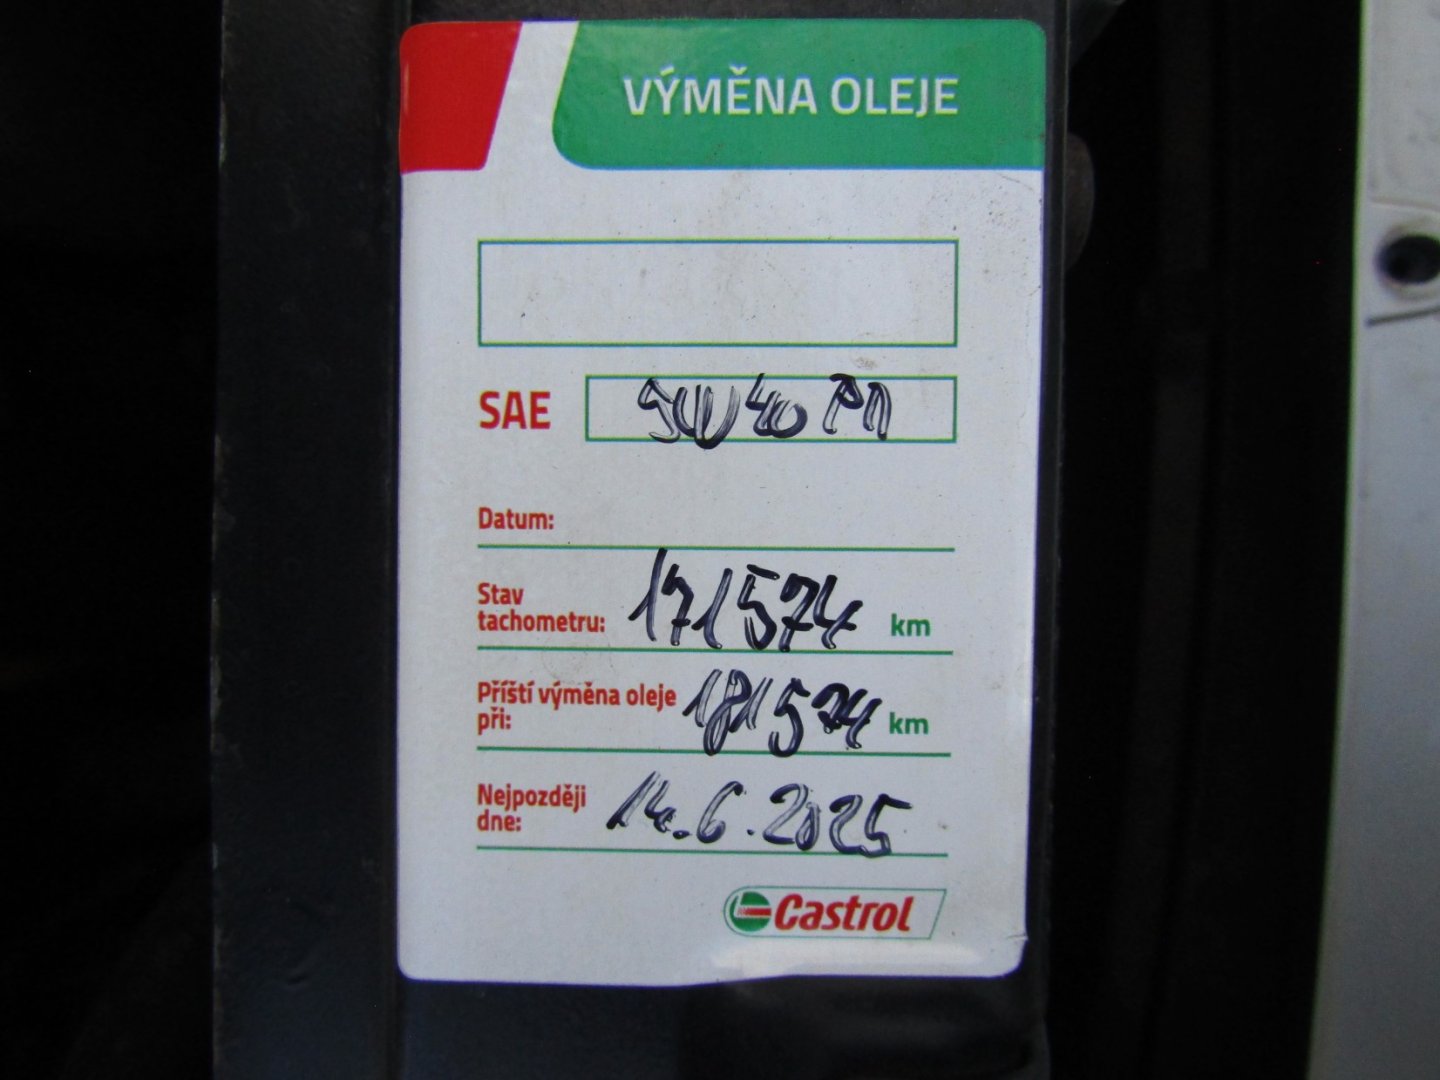 VÝMĚNA OLEJE
SAE 5W40 PD
Datum:
Stav
tachometru: 171574 km
Příští výměna oleje
při: 181574 km
Nejpozději
dne: 14.6.2025
Castrol